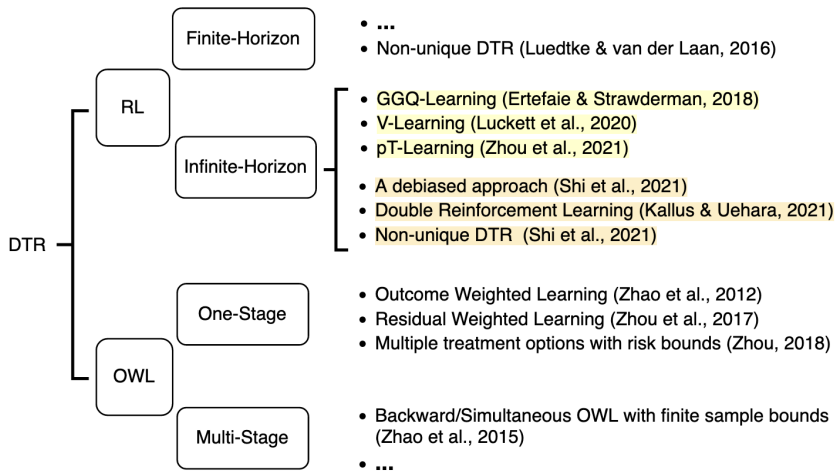 DTR
RL
Finite-Horizon
• ...
• Non-unique DTR (Luedtke & van der Laan, 2016)
Infinite-Horizon
• GGQ-Learning (Ertefaie & Strawderman, 2018)
• V-Learning (Luckett et al., 2020)
• pT-Learning (Zhou et al., 2021)
• A debiased approach (Shi et al., 2021)
• Double Reinforcement Learning (Kallus & Uehara, 2021)
• Non-unique DTR (Shi et al., 2021)
OWL
One-Stage
• Outcome Weighted Learning (Zhao et al., 2012)
• Residual Weighted Learning (Zhou et al., 2017)
• Multiple treatment options with risk bounds (Zhou, 2018)
Multi-Stage
• Backward/Simultaneous OWL with finite sample bounds
(Zhao et al., 2015)
• ...